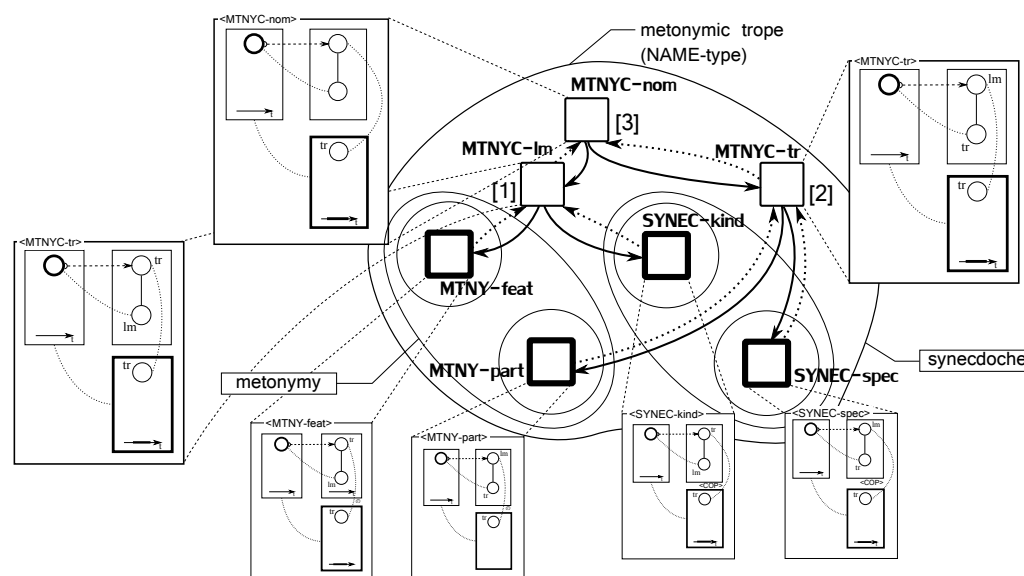 <MTNYC-nom>
t
tr
t
metonymic trope
(NAME-type)
MTNYC-nom
[3]
MTNYC-lm
[1]
MTNYC-tr
[2]
<MTNYC-tr>
lm
tr
t
tr
t
<MTNYC-tr>
tr
lm
t
tr
t
MTNY-feat
SYNEC-kind
MTNY-part
SYNEC-spec
metonymy
synecdoche
<MTNY-feat>
tr
lm
t
tr
t
<MTNY-part>
lm
tr
t
tr
t
<SYNEC-kind>
tr
lm
t
<COP>
tr
t
<SYNEC-spec>
lm
tr
t
<COP>
tr
t